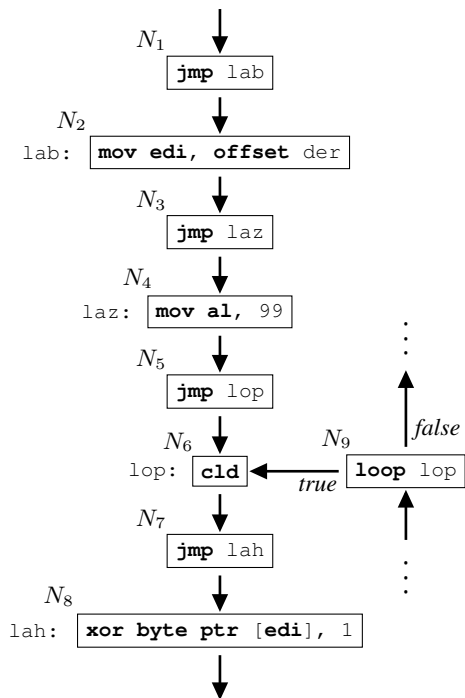 N1
jmp lab
N2
lab: mov edi, offset der
N3
jmp laz
N4
laz: mov al, 99
N5
jmp lop
N6
lop: cld
true
N9
loop lop
false
N7
jmp lah
N8
lah: xor byte ptr [edi], 1